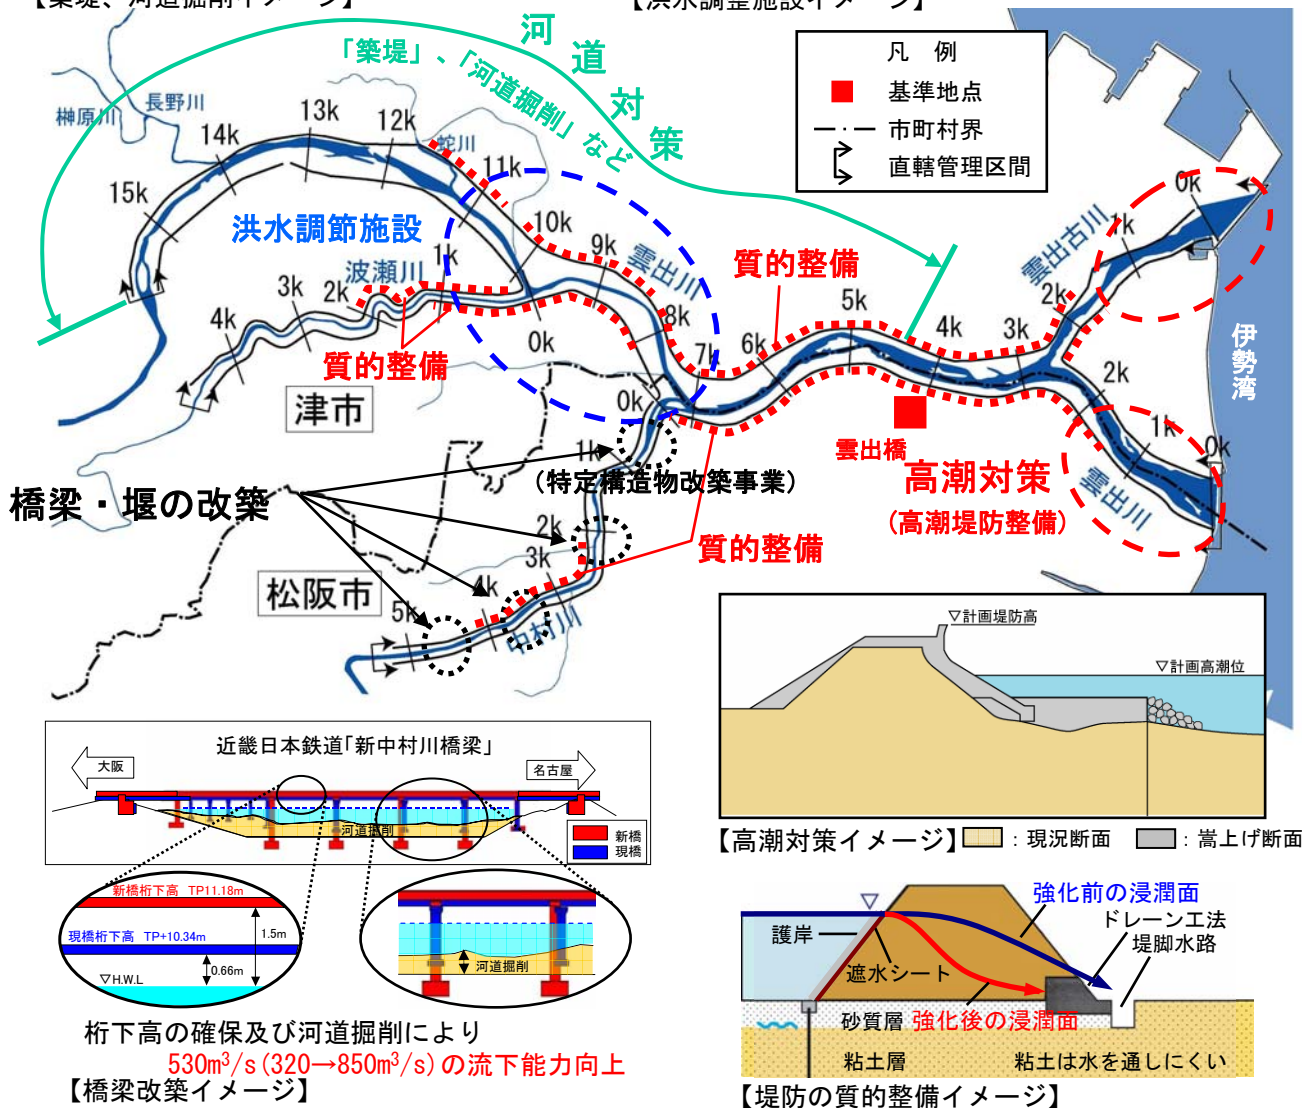 【築堤、河道掘削イメージ】
【洪水調整施設イメージ】
河道対策
「築堤」、「河道掘削」など
凡　例
基準地点
市町村界
直轄管理区間
榊原川
長野川
蛇川
15k
14k
13k
12k
11k
10k
9k
8k
7k
6k
5k
4k
3k
2k
1k
0k
雲出川
洪水調節施設
波瀬川
4k
3k
2k
1k
0k
質的整備
質的整備
雲出古川
2k
1k
0k
伊勢湾
雲出川
雲出橋
高潮対策
(高潮堤防整備)
津市
松阪市
橋梁・堰の改築
(特定構造物改築事業)
0k
1k
2k
3k
4k
5k
中村川
質的整備
▽計画堤防高
▽計画高潮位
【高潮対策イメージ】
：現況断面
：嵩上げ断面
近畿日本鉄道「新中村川橋梁」
大阪
名古屋
河道掘削
新橋
現橋
新橋桁下高　TP11.18m
現橋桁下高　TP+10.34m
1.5m
0.66m
▽H.W.L
河道掘削
桁下高の確保及び河道掘削により
530m³/s(320→850m³/s)の流下能力向上
【橋梁改築イメージ】
▽
強化前の浸潤面
ドレーン工法
堤脚水路
護岸
遮水シート
砂質層
強化後の浸潤面
粘土層
粘土は水を通しにくい
【堤防の質的整備イメージ】